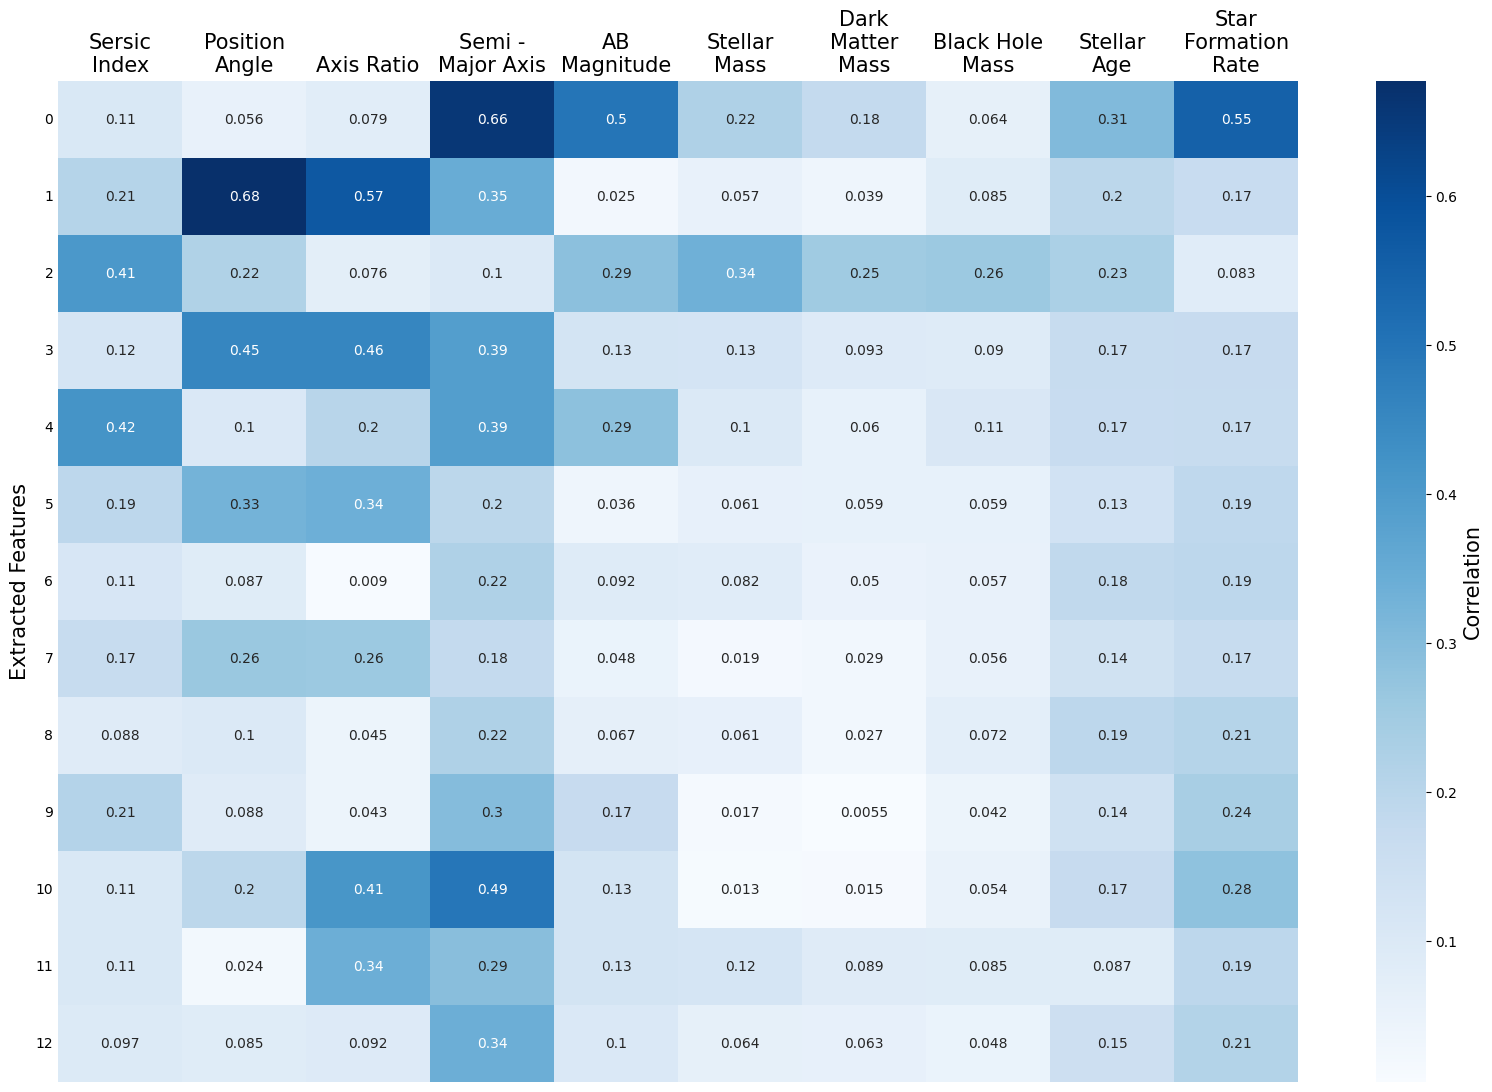 Sersic
Index
Position
Angle
Axis Ratio
Semi -
Major Axis
AB
Magnitude
Stellar
Mass
Dark
Matter
Mass
Black Hole
Mass
Stellar
Age
Star
Formation
Rate
0 0.11 0.056 0.079 0.66 0.5 0.22 0.18 0.064 0.31 0.55
1 0.21 0.68 0.57 0.35 0.025 0.057 0.039 0.085 0.2 0.17
2 0.41 0.22 0.076 0.1 0.29 0.34 0.25 0.26 0.23 0.083
3 0.12 0.45 0.46 0.39 0.13 0.13 0.093 0.09 0.17 0.17
4 0.42 0.1 0.2 0.39 0.29 0.1 0.06 0.11 0.17 0.17
5 0.19 0.33 0.34 0.2 0.036 0.061 0.059 0.059 0.13 0.19
6 0.11 0.087 0.009 0.22 0.092 0.082 0.05 0.057 0.18 0.19
7 0.17 0.26 0.26 0.18 0.048 0.019 0.029 0.056 0.14 0.17
8 0.088 0.1 0.045 0.22 0.067 0.061 0.027 0.072 0.19 0.21
9 0.21 0.088 0.043 0.3 0.17 0.017 0.0055 0.042 0.14 0.24
10 0.11 0.2 0.41 0.49 0.13 0.013 0.015 0.054 0.17 0.28
11 0.11 0.024 0.34 0.29 0.13 0.12 0.089 0.085 0.087 0.19
12 0.097 0.085 0.092 0.34 0.1 0.064 0.063 0.048 0.15 0.21
Extracted Features
0.6
0.5
0.4
0.3
0.2
0.1
Correlation